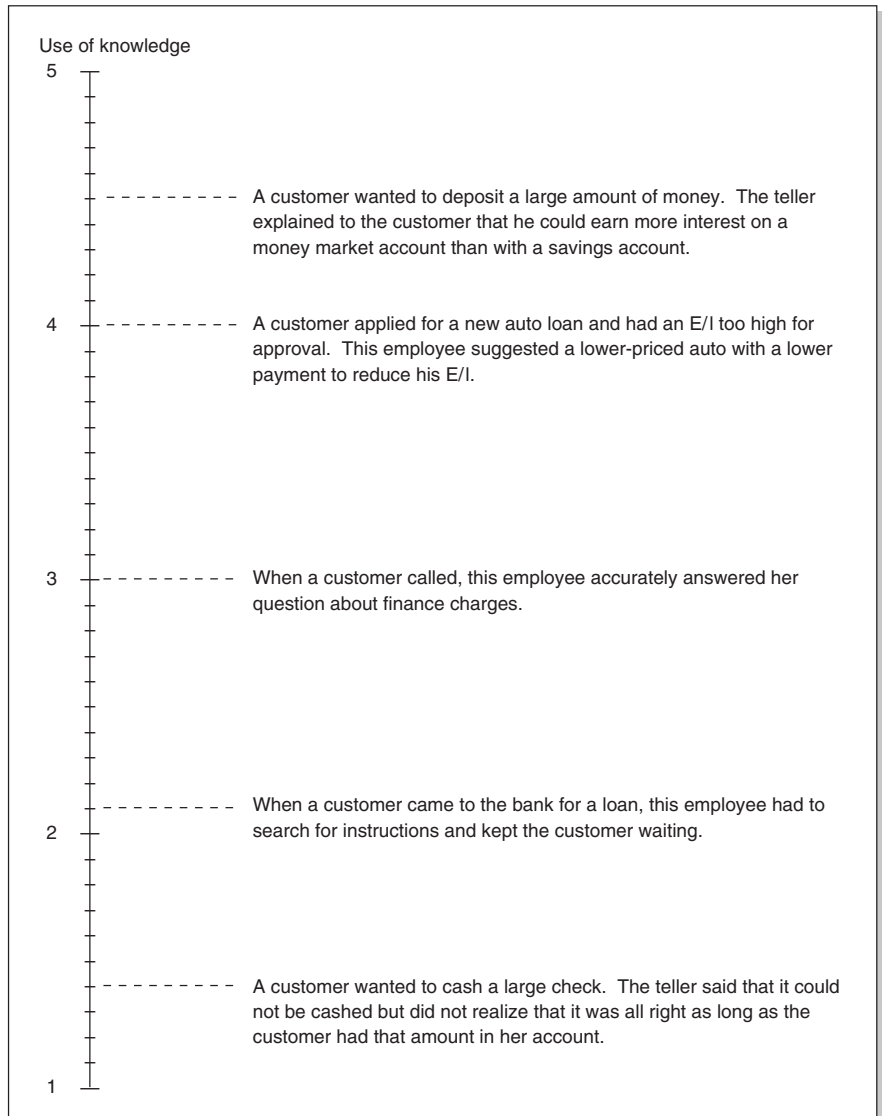 Use of knowledge
5
A customer wanted to deposit a large amount of money. The teller
explained to the customer that he could earn more interest on a
money market account than with a savings account.
4
A customer applied for a new auto loan and had an E/I too high for
approval. This employee suggested a lower-priced auto with a lower
payment to reduce his E/I.
3
When a customer called, this employee accurately answered her
question about finance charges.
When a customer came to the bank for a loan, this employee had to
search for instructions and kept the customer waiting.
2
A customer wanted to cash a large check. The teller said that it could
not be cashed but did not realize that it was all right as long as the
customer had that amount in her account.
1